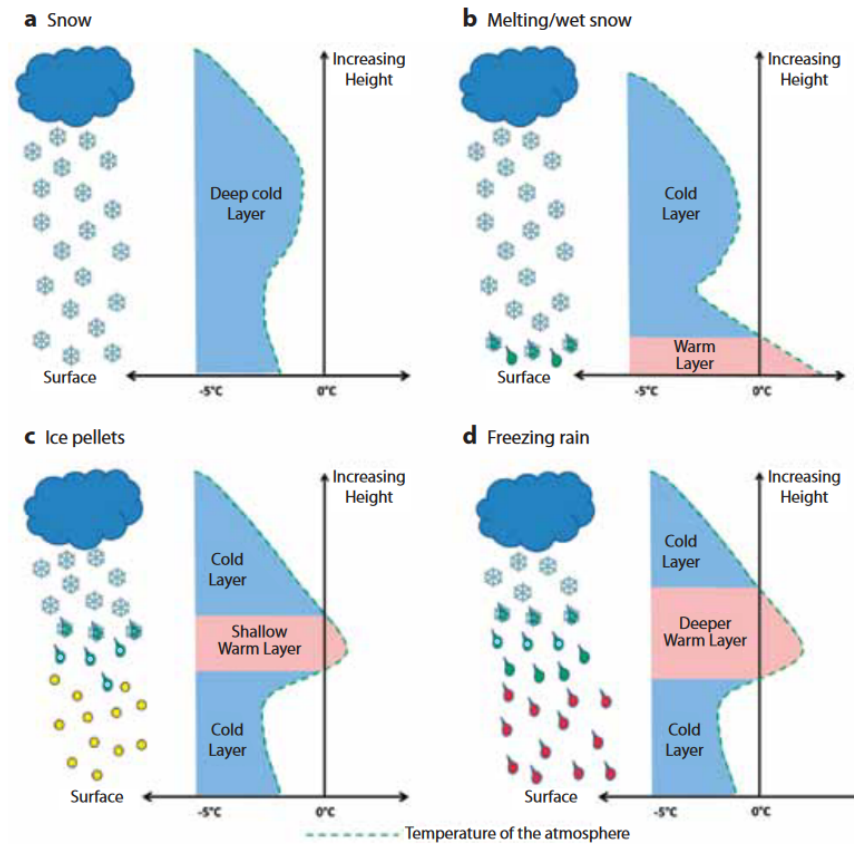 a Snow
Increasing
Height
Deep cold
Layer
Surface
-5°C
0°C
b Melting/wet snow
Increasing
Height
Cold
Layer
Warm
Layer
Surface
-5°C
0°C
c Ice pellets
Increasing
Height
Cold
Layer
Shallow
Warm Layer
Cold
Layer
Surface
-5°C
0°C
d Freezing rain
Increasing
Height
Cold
Layer
Deeper
Warm Layer
Cold
Layer
Surface
-5°C
0°C
Temperature of the atmosphere